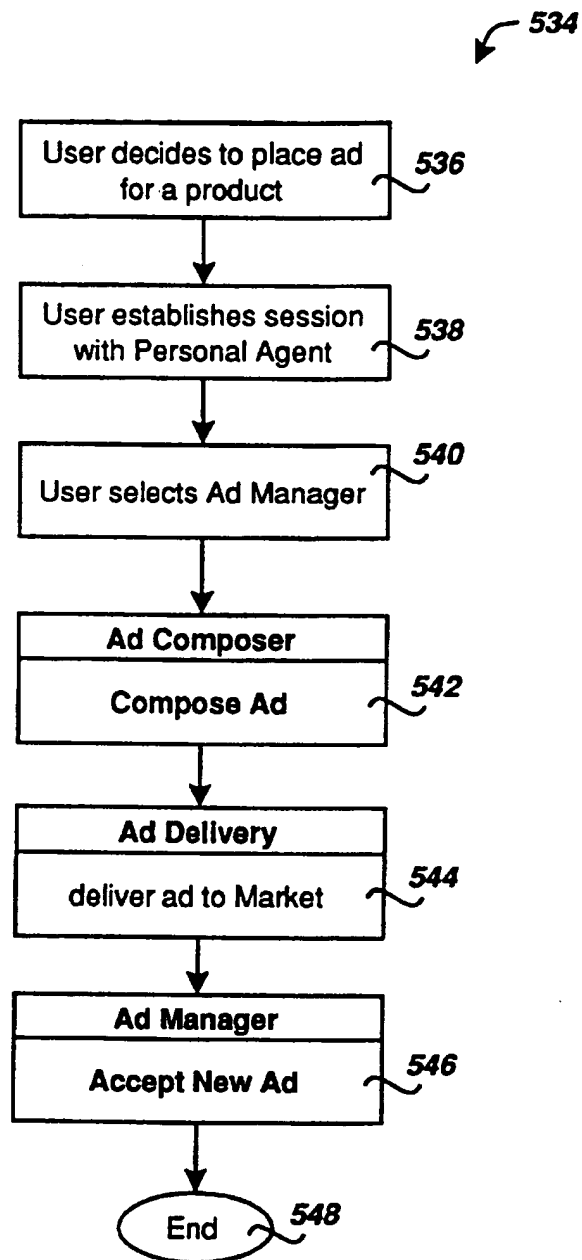 534
User decides to place ad
for a product
536
User establishes session
with Personal Agent
538
540
User selects Ad Manager
Ad Composer
Compose Ad
542
Ad Delivery
deliver ad to Market
544
Ad Manager
Accept New Ad
546
End
548